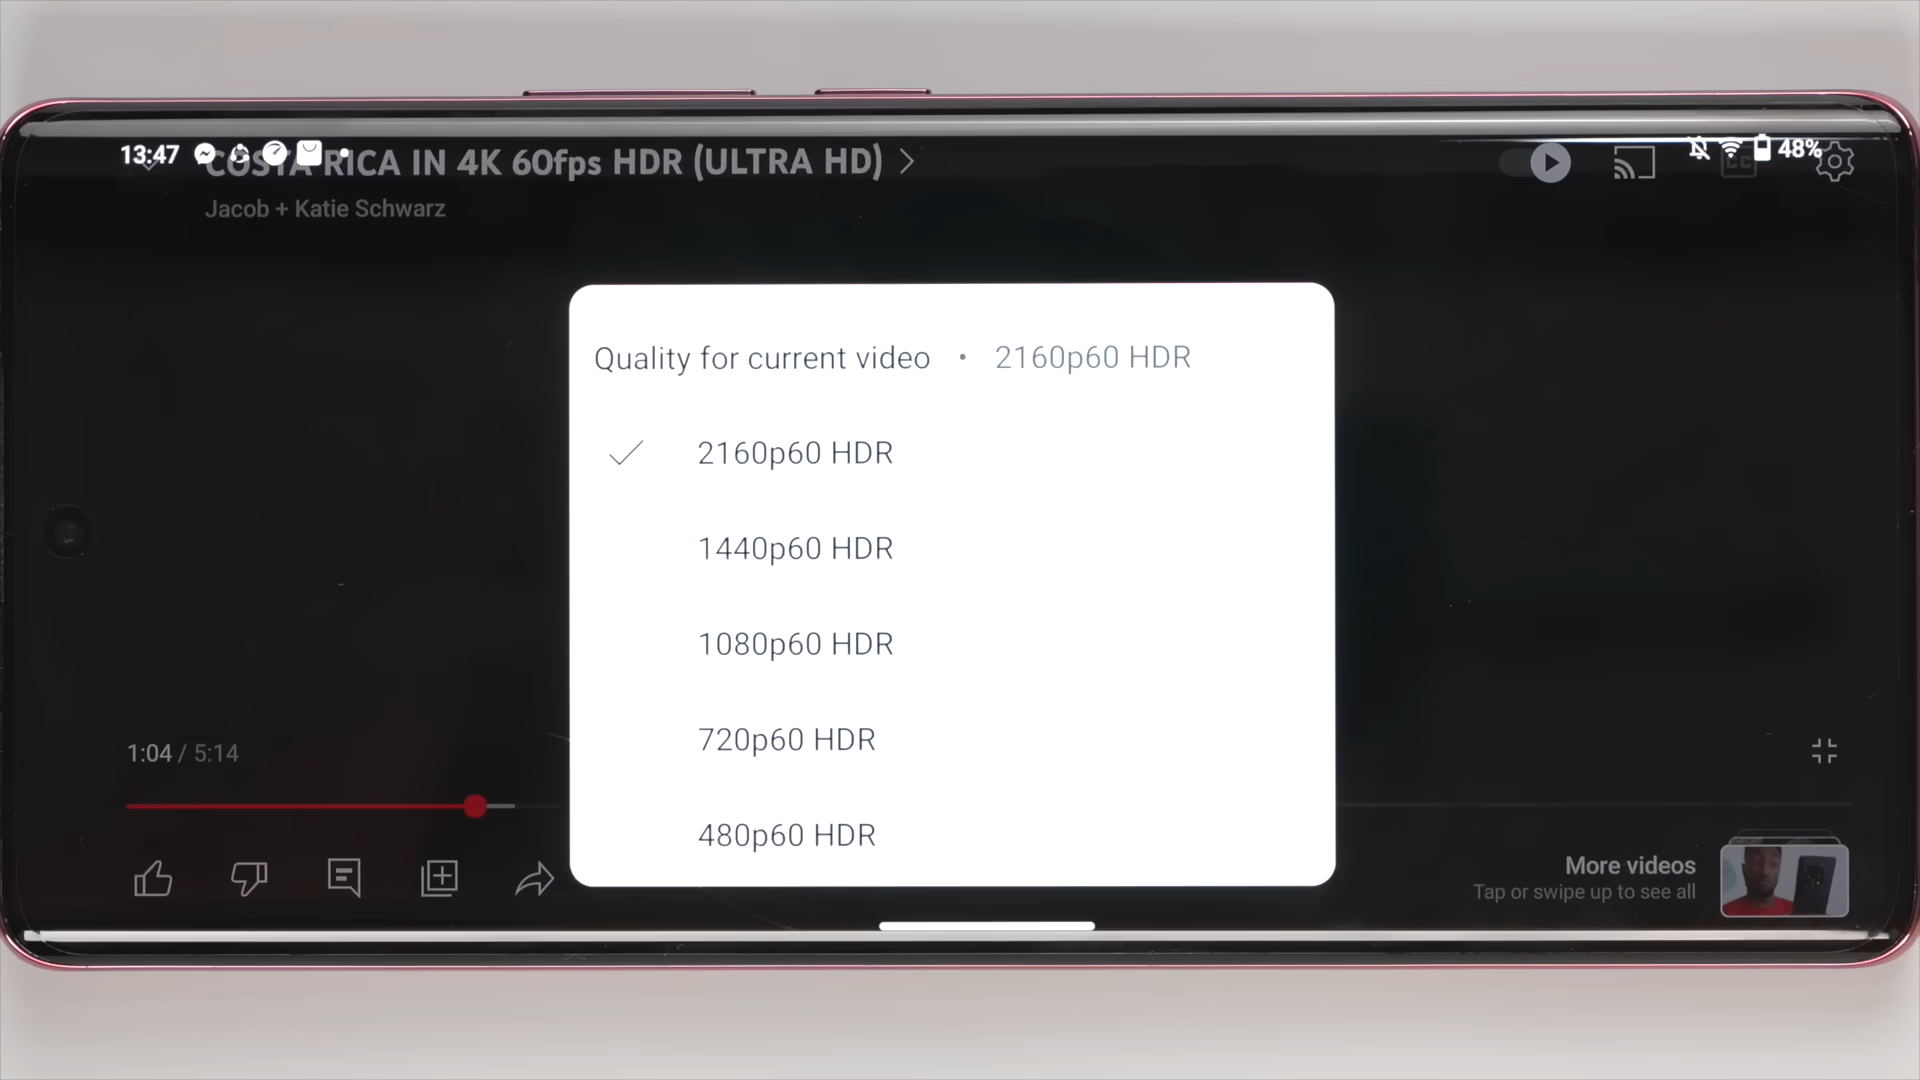 13:47
48%
COSTA RICA IN 4K 60fps HDR (ULTRA HD)
Jacob + Katie Schwarz
CC
Quality for current video • 2160p60 HDR
2160p60 HDR
1440p60 HDR
1080p60 HDR
720p60 HDR
480p60 HDR
1:04 / 5:14
More videos
Tap or swipe up to see all